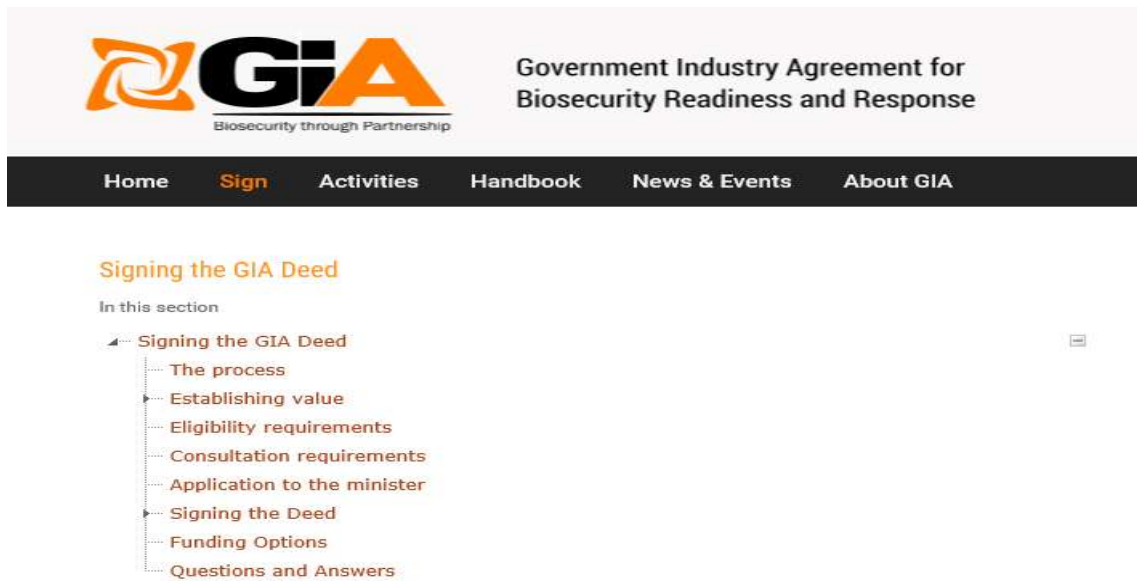 GiA
Biosecurity through Partnership
Government Industry Agreement for
Biosecurity Readiness and Response
Home Sign Activities Handbook News & Events About GIA
Signing the GIA Deed
In this section
Signing the GIA Deed
The process
Establishing value
Eligibility requirements
Consultation requirements
Application to the minister
Signing the Deed
Funding Options
Questions and Answers